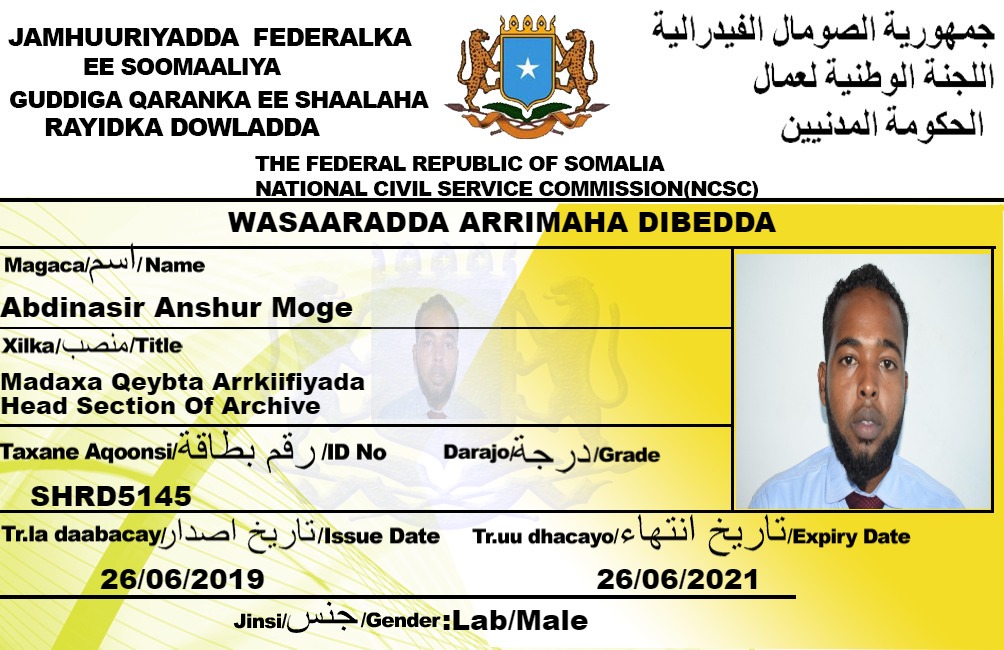 JAMHUURIYADDA FEDERALKA
EE SOOMAALIYA
GUDDIGA QARANKA EE SHAALAHA
RAYIDKA DOWLADDA
جمهورية الصومال الفيدرالية
اللجنة الوطنية لعمال
الحكومة المدنيين
THE FEDERAL REPUBLIC OF SOMALIA
NATIONAL CIVIL SERVICE COMMISSION(NCSC)
WASAARADDA ARRIMAHA DIBEDDA
Magaca/اسم/Name
Abdinasir Anshur Moge
Xilka/منصب/Title
Madaxa Qeybta Arrkiifiyada
Head Section Of Archive
Taxane Aqoonsi/رقم بطاقة/ID No
Darajo/درجة/Grade
SHRD5145
Tr.la daabacay/تاريخ اصدار/Issue Date
Tr.uu dhacayo/تاريخ انتهاء/Expiry Date
26/06/2019
26/06/2021
Jinsi/جنس/Gender:Lab/Male